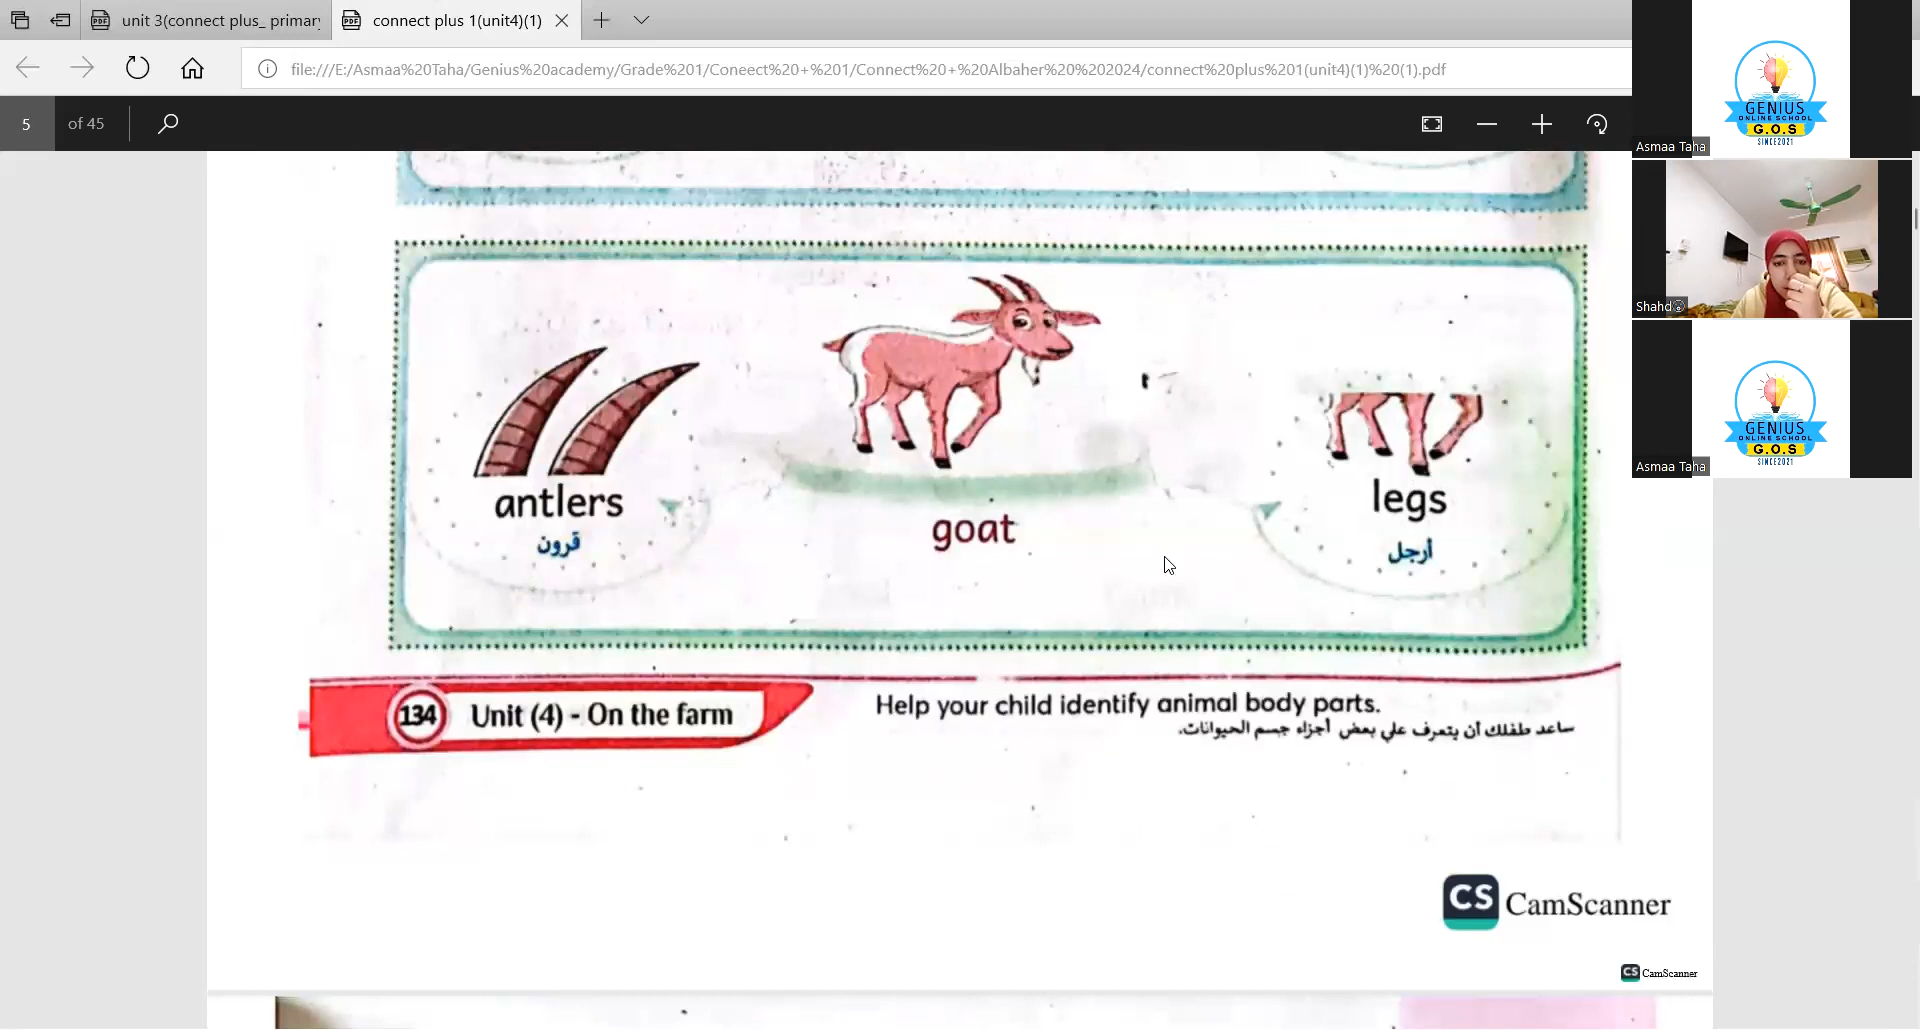 unit 3(connect plus_ primary
connect plus 1(unit4)(1)
file:///E:/Asmaa%20Taha/Genius%20academy/Grade%201/Coneect%20+%201/Connect%20+%20Albaher%20%202024/connect%20plus%201(unit4)(1)%20(1).pdf
5 of 45
GENIUS
ONLINE SCHOOL
G.O.S
SINCE2021
Asmaa Taha
Shahd
GENIUS
ONLINE SCHOOL
G.O.S
SINCE2021
Asmaa Taha
antlers
قرون
goat
legs
أرجل
134 Unit (4) - On the farm
Help your child identify animal body parts.
ساعد طفلك أن يتعرف علي بعض أجزاء جسم الحيوانات.
CS CamScanner
CS CamScanner